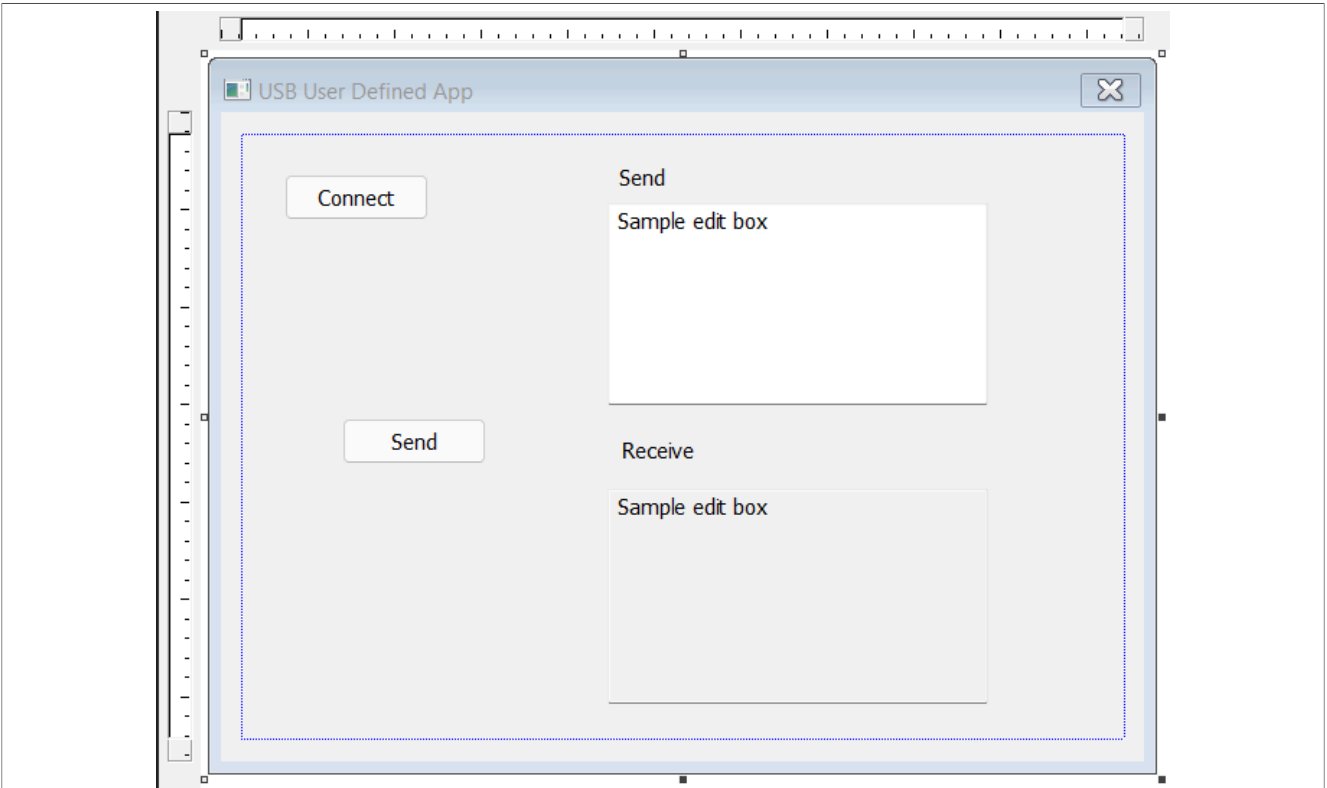 USB User Defined App
Connect
Send
Sample edit box
Send
Receive
Sample edit box